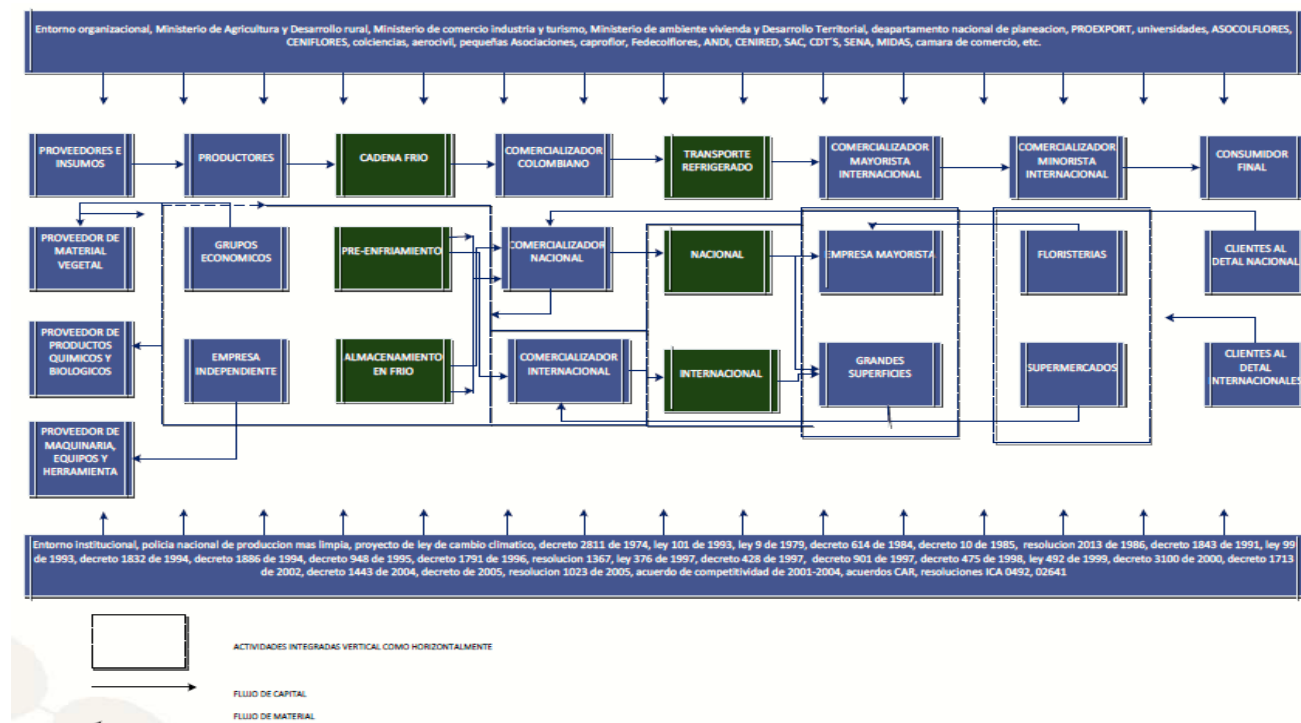 Entorno organizacional, Ministerio de Agricultura y Desarrollo rural, Ministerio de comercio industria y turismo, Ministerio de ambiente vivienda y Desarrollo Territorial, deapartamento nacional de planeacion, PROEXPORT, universidades, ASOCOLFLORES,
CENIFLORES, colciencias, aerocivil, pequeñas Asociaciones, caproflor, Fedecolflores, ANDI, CENIRED, SAC, CDT´S, SENA, MIDAS, camara de comercio, etc.
PROVEEDORES E
INSUMOS
PRODUCTORES
CADENA FRIO
COMERCIALIZADOR
COLOMBIANO
TRANSPORTE
REFRIGERADO
COMERCIALIZADOR
MAYORISTA
INTERNACIONAL
COMERCIALIZADOR
MINORISTA
INTERNACIONAL
CONSUMIDOR
FINAL
PROVEEDOR DE
MATERIAL
VEGETAL
GRUPOS
ECONOMICOS
PRE-ENFRIAMIENTO
COMERCIALIZADOR
NACIONAL
NACIONAL
EMPRESA MAYORISTA
FLORISTERIAS
CLIENTES AL
DETAL NACIONAL
PROVEEDOR DE
PRODUCTOS
QUIMICOS Y
BIOLOGICOS
EMPRESA
INDEPENDIENTE
ALMACENAMIENTO
EN FRIO
COMERCIALIZADOR
INTERNACIONAL
INTERNACIONAL
GRANDES
SUPERFICIES
SUPERMERCADOS
CLIENTES AL
DETAL
INTERNACIONALES
PROVEEDOR DE
MAQUINARIA,
EQUIPOS Y
HERRAMIENTA
Entorno institucional, policia nacional de produccion mas limpia, proyecto de ley de cambio climatico, decreto 2811 de 1974, ley 101 de 1993, ley 9 de 1979, decreto 614 de 1984, decreto 10 de 1985, resolucion 2013 de 1986, decreto 1843 de 1991, ley 99
de 1993, decreto 1832 de 1994, decreto 1886 de 1994, decreto 948 de 1995, decreto 1791 de 1996, resolucion 1367, ley 376 de 1997, decreto 428 de 1997, decreto 901 de 1997, decreto 475 de 1998, ley 492 de 1999, decreto 3100 de 2000, decreto 1713
de 2002, decreto 1443 de 2004, decreto de 2005, resolucion 1023 de 2005, acuerdo de competitividad de 2001-2004, acuerdos CAR, resoluciones ICA 0492, 02641
ACTIVIDADES INTEGRADAS VERTICAL COMO HORIZONTALMENTE
FLUJO DE CAPITAL
FLUJO DE MATERIAL